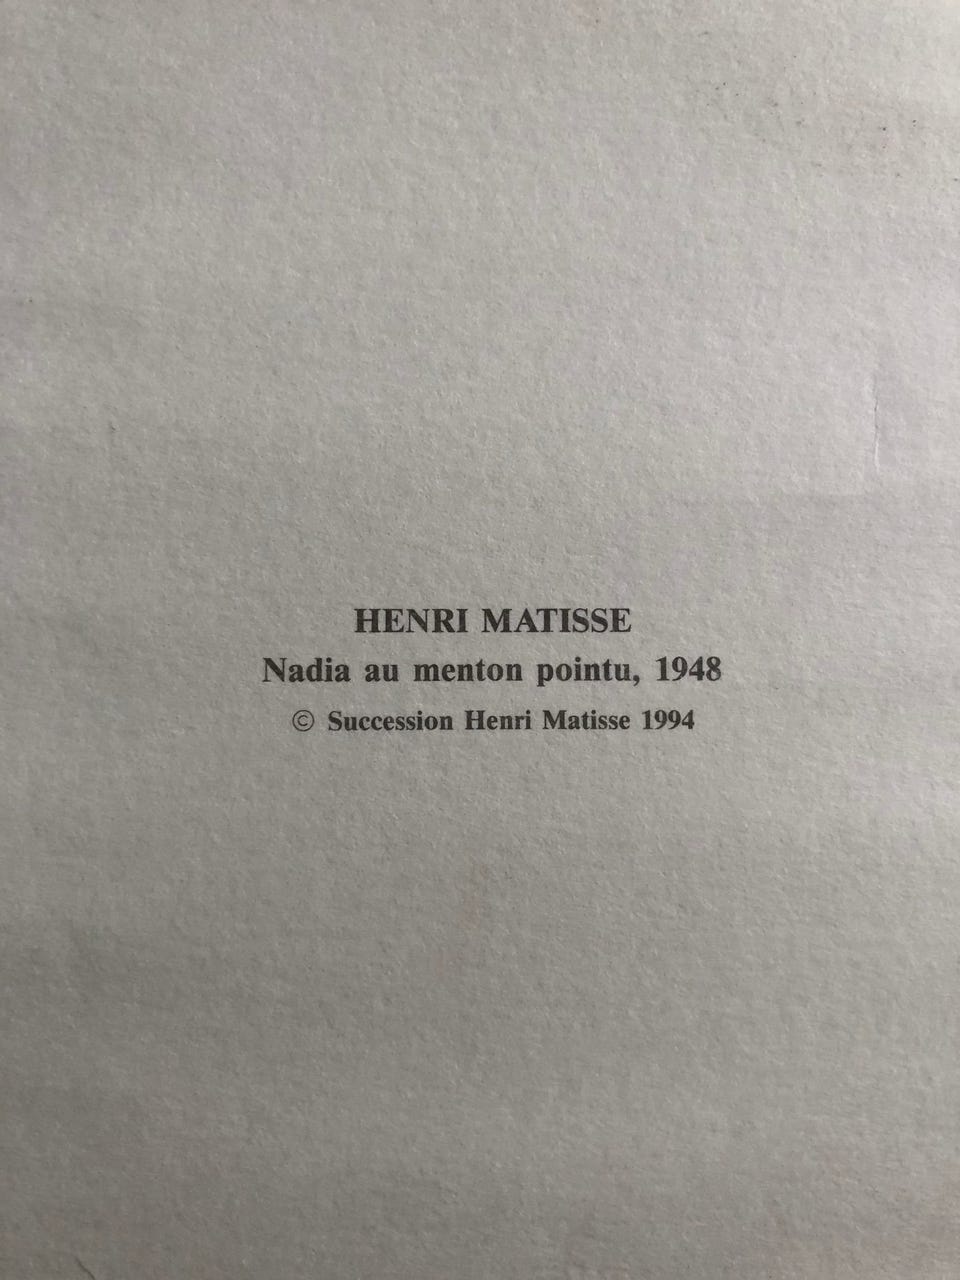 HENRI MATISSE
Nadia au menton pointu, 1948
© Succession Henri Matisse 1994